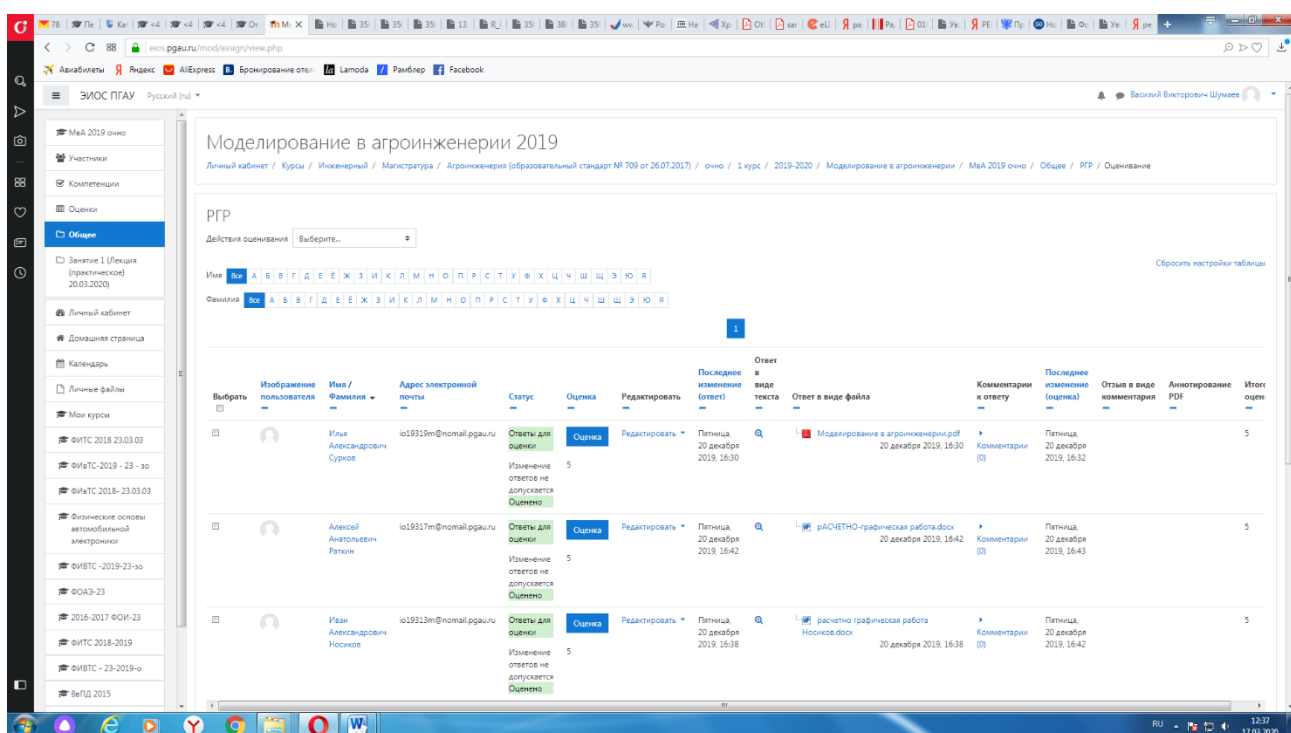 eios.pgau.ru/mod/assign/view.php
Авиабилеты Яндекс AliExpress Бронирование отел Lamoda Рамблер Facebook
ЭИОС ПГАУ Русский (ru)
Василий Викторович Шумаев
МвА 2019 очно
Участники
Компетенции
Оценки
Общее
Занятие 1 (Лекция
(практическое)
20.03.2020)
Личный кабинет
Домашняя страница
Календарь
Личные файлы
Мои курсы
ФИТС 2018 23.03.03
ФИвТС-2019 - 23 - зо
ФИвТС 2018- 23.03.03
Физические основы
автомобильной
электроники
ФИВТС -2019-23-зо
ФОАЭ-23
2016-2017 ФОИ-23
ФИТС 2018-2019
ФИВТС - 23-2019-о
ВвПД 2015
Моделирование в агроинженерии 2019
Личный кабинет / Курсы / Инженерный / Магистратура / Агроинженерия (образовательный стандарт № 709 от 26.07.2017) / очно / 1 курс / 2019-2020 / Моделирование в агроинженерии / МвА 2019 очно / Общее / РГР / Оценивание
РГР
Действия оценивания Выберите...
Сбросить настройки таблицы
Имя Все А Б В Г Д Е Ё Ж З И К Л М Н О П Р С Т У Ф Х Ц Ч Ш Щ Э Ю Я
Фамилия Все А Б В Г Д Е Ё Ж З И К Л М Н О П Р С Т У Ф Х Ц Ч Ш Щ Э Ю Я
1
Выбрать
Изображение
пользователя
Имя /
Фамилия
Адрес электронной
почты
Статус
Оценка
Редактировать
Последнее
изменение
(ответ)
Ответ
в
виде
текста
Ответ в виде файла
Комментарии
к ответу
Последнее
изменение
(оценка)
Отзыв в виде
комментария
Аннотирование
PDF
Итого
оцен
Илья
Александрович
Сурков
io19319m@nomail.pgau.ru
Ответы для
оценки
Изменение
ответов не
допускается
Оценено
Оценка
5
Редактировать
Пятница,
20 декабря
2019, 16:30
Моделирование в агроинженерии.pdf
20 декабря 2019, 16:30
Комментарии
(0)
Пятница,
20 декабря
2019, 16:32
5
Алексей
Анатольевич
Раткин
io19317m@nomail.pgau.ru
Ответы для
оценки
Изменение
ответов не
допускается
Оценено
Оценка
5
Редактировать
Пятница,
20 декабря
2019, 16:42
рАСЧЕТНО-графическая работа.docx
20 декабря 2019, 16:42
Комментарии
(0)
Пятница,
20 декабря
2019, 16:43
5
Иван
Александрович
Носиков
io19313m@nomail.pgau.ru
Ответы для
оценки
Изменение
ответов не
допускается
Оценено
Оценка
5
Редактировать
Пятница,
20 декабря
2019, 16:38
расчетно графическая работа
Носиков.docx
20 декабря 2019, 16:38
Комментарии
(0)
Пятница,
20 декабря
2019, 16:42
5
RU
12:37
17.03.2020